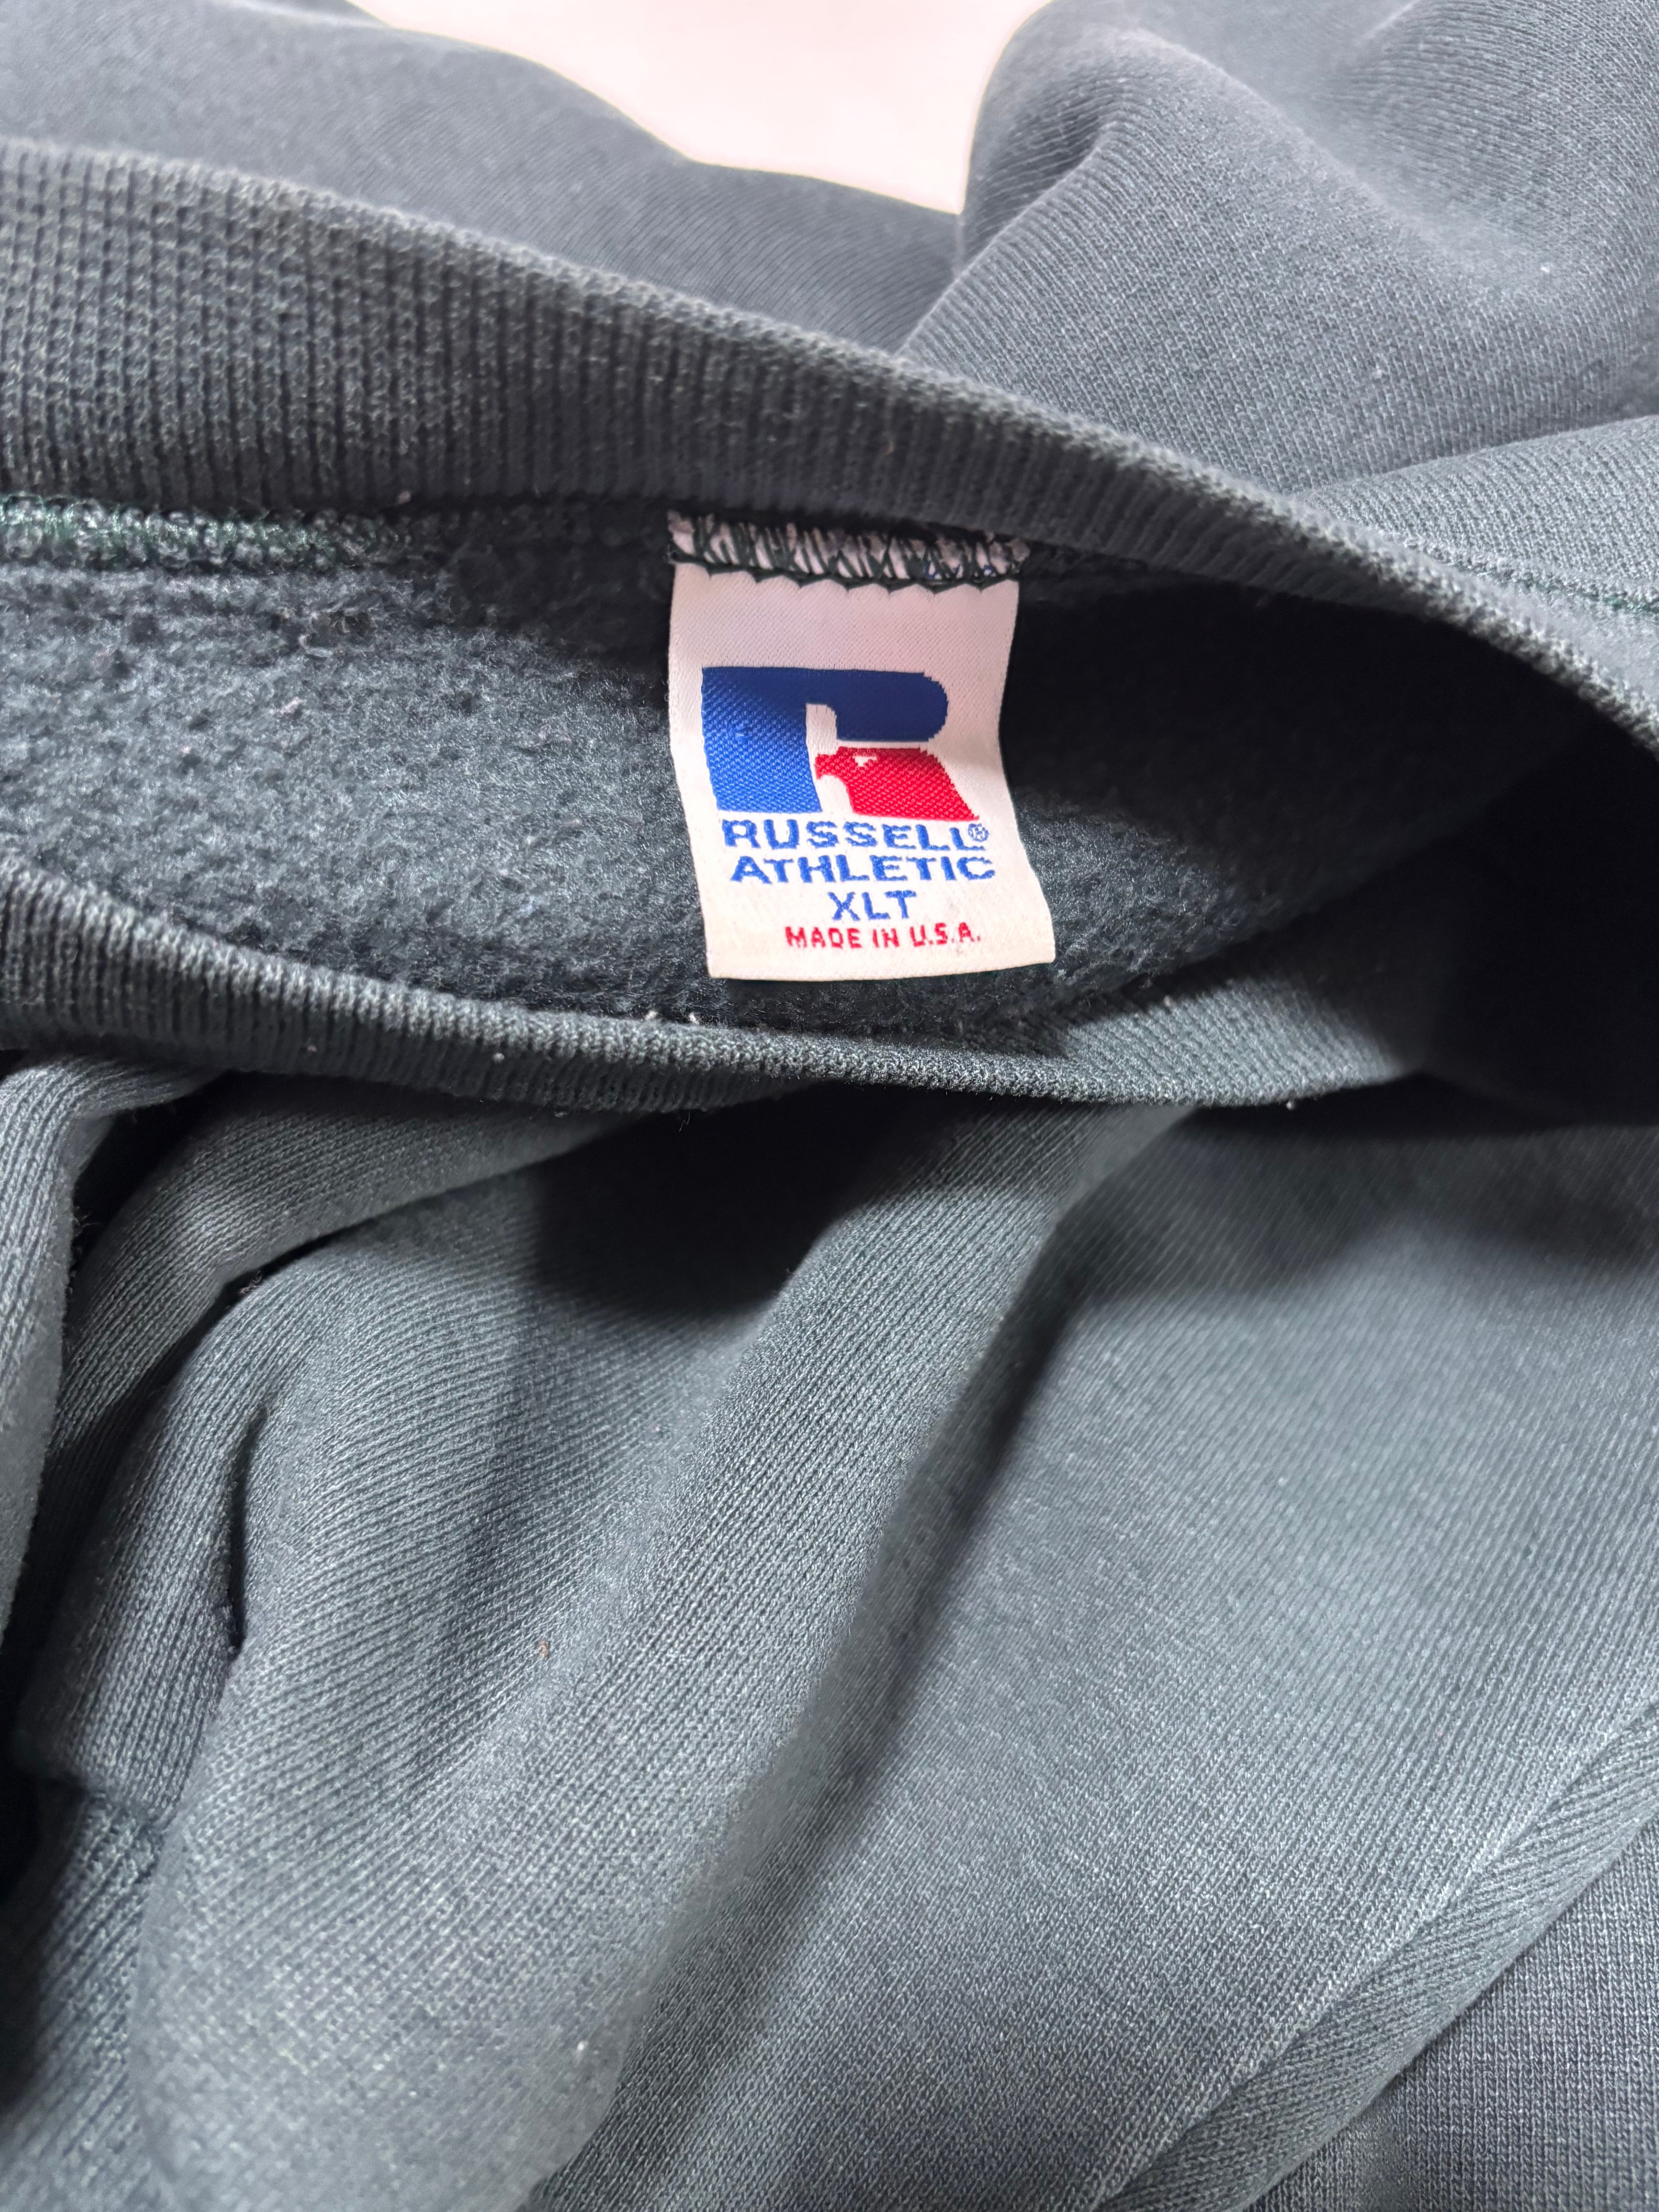 RUSSELL®
ATHLETIC
XLT
MADE IN U.S.A.